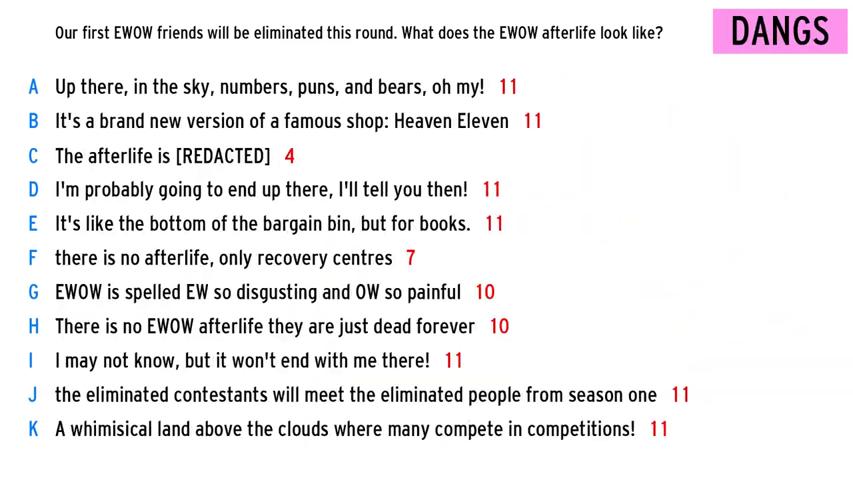 Our first EWOW friends will be eliminated this round. What does the EWOW afterlife look like?
DANGS
A Up there, in the sky, numbers, puns, and bears, oh my! 11
B It's a brand new version of a famous shop: Heaven Eleven 11
C The afterlife is [REDACTED] 4
D I'm probably going to end up there, I'll tell you then! 11
E It's like the bottom of the bargain bin, but for books. 11
F there is no afterlife, only recovery centres 7
G EWOW is spelled EW so disgusting and OW so painful 10
H There is no EWOW afterlife they are just dead forever 10
I I may not know, but it won't end with me there! 11
J the eliminated contestants will meet the eliminated people from season one 11
K A whimisical land above the clouds where many compete in competitions! 11